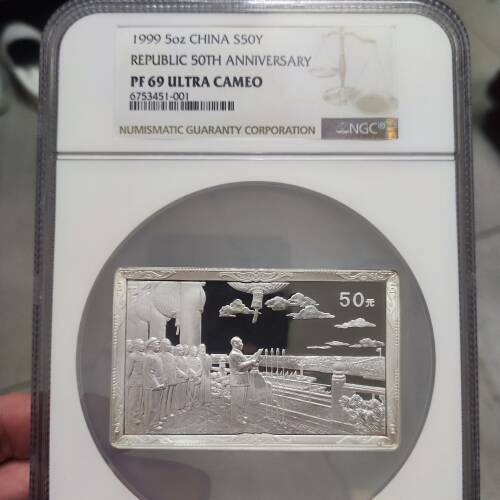 1999 5oz CHINA S50Y
REPUBLIC 50TH ANNIVERSARY
PF 69 ULTRA CAMEO
6753451-001
NUMISMATIC GUARANTY CORPORATION
NGC
50元